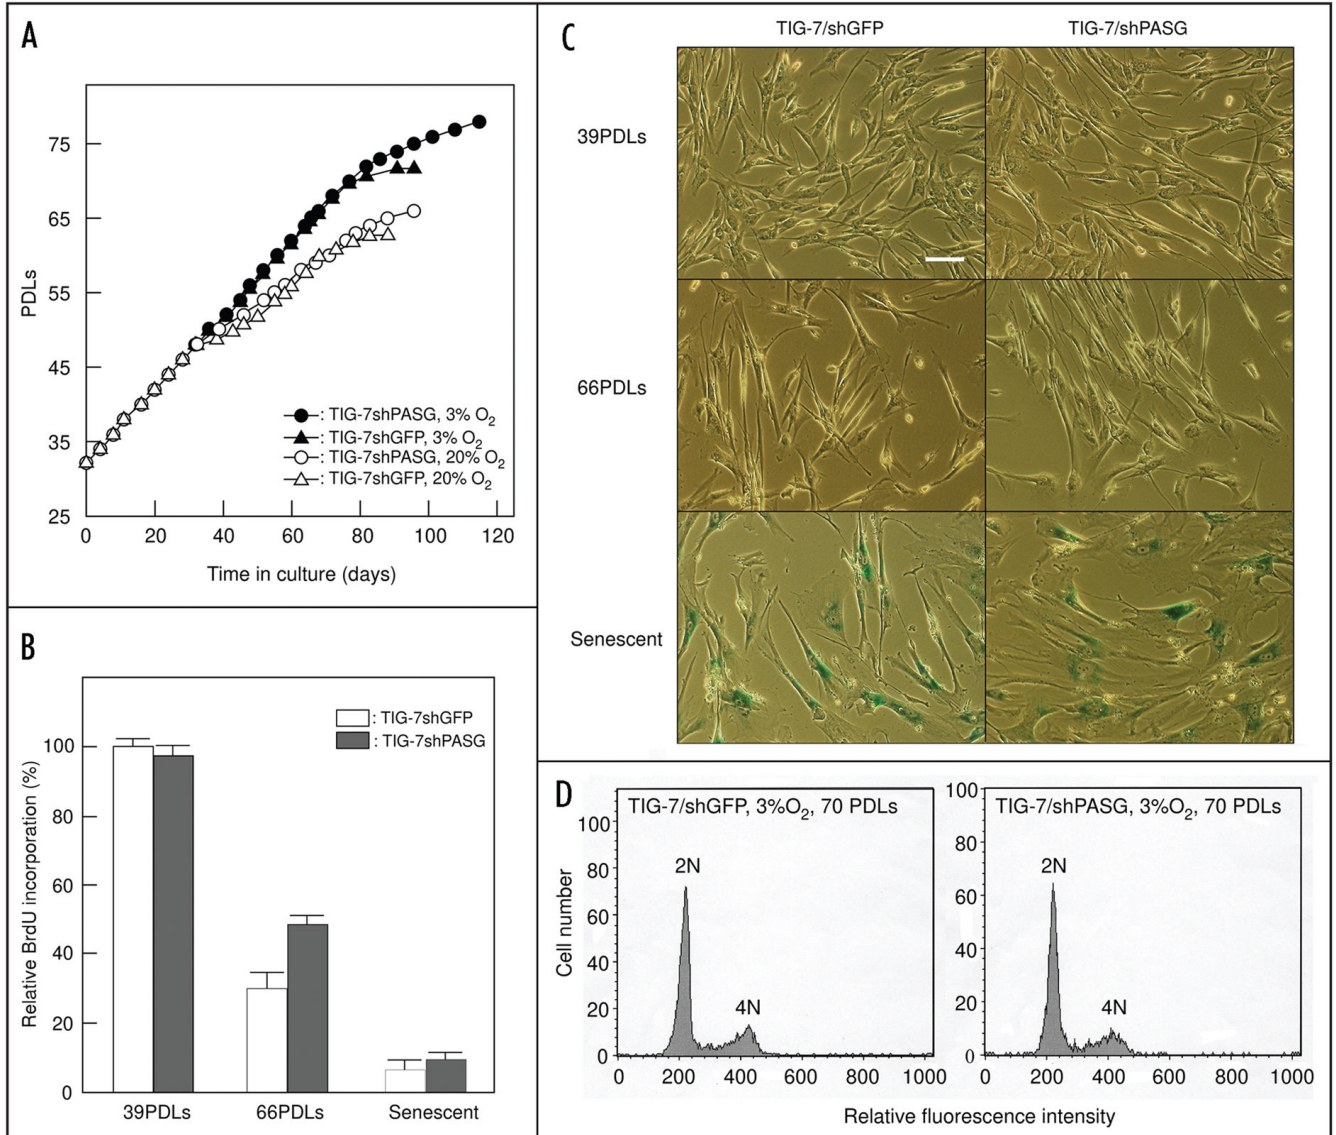 A
PDLs
75
65
55
45
35
25
0 20 40 60 80 100 120
Time in culture (days)
: TIG-7shPASG, 3% O2
: TIG-7shGFP, 3% O2
: TIG-7shPASG, 20% O2
: TIG-7shGFP, 20% O2
B
Relative BrdU incorporation (%)
100
80
60
40
20
0
: TIG-7shGFP
: TIG-7shPASG
39PDLs 66PDLs Senescent
C
TIG-7/shGFP TIG-7/shPASG
39PDLs
66PDLs
Senescent
D
Cell number
TIG-7/shGFP, 3%O2, 70 PDLs
100
80
60
40
20
0
2N
4N
0 200 400 600 800 1000
TIG-7/shPASG, 3%O2, 70 PDLs
100
80
60
40
20
0
2N
4N
0 200 400 600 800 1000
Relative fluorescence intensity